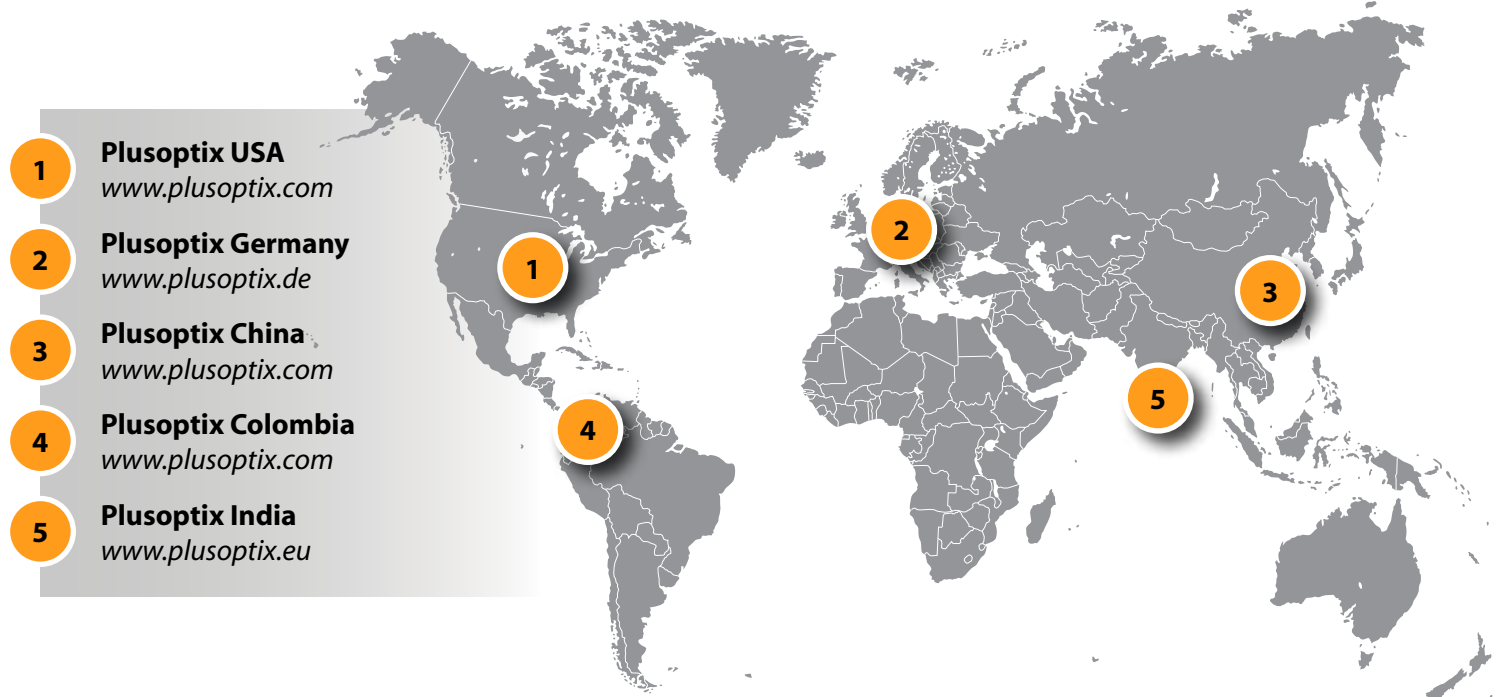 1
Plusoptix USA
www.plusoptix.com
2
Plusoptix Germany
www.plusoptix.de
3
Plusoptix China
www.plusoptix.com
4
Plusoptix Colombia
www.plusoptix.com
5
Plusoptix India
www.plusoptix.eu
1
2
3
4
5